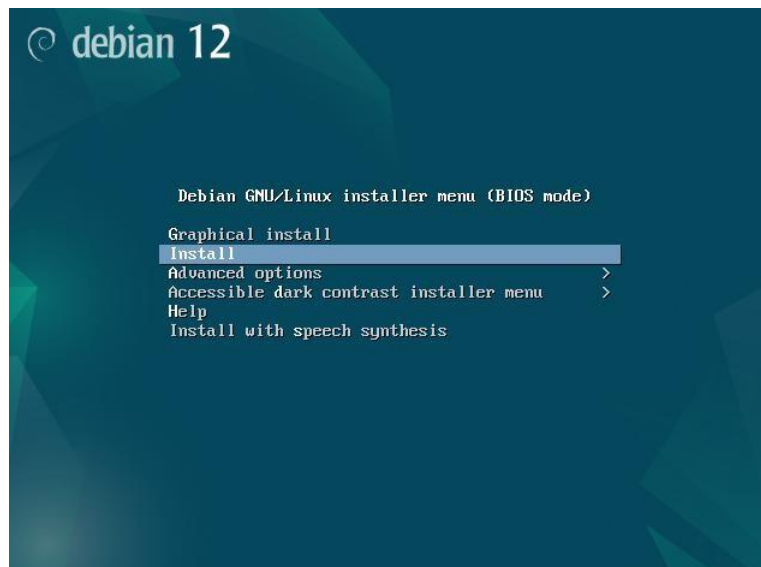 debian 12
Debian GNU/Linux installer menu (BIOS mode)
Graphical install
Install
Advanced options >
Accessible dark contrast installer menu >
Help
Install with speech synthesis